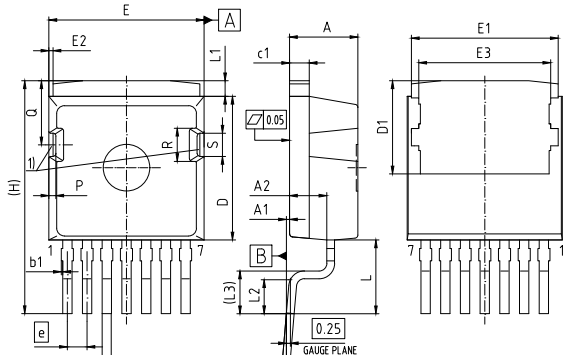 E
A
A
E1
E2
L1
c1
E3
Q
D1
0.05
R
S
1)
(H)
P
A2
D
A1
B
1
7
7
1
b1
(L3)
L2
L
e
0.25
GAUGE PLANE